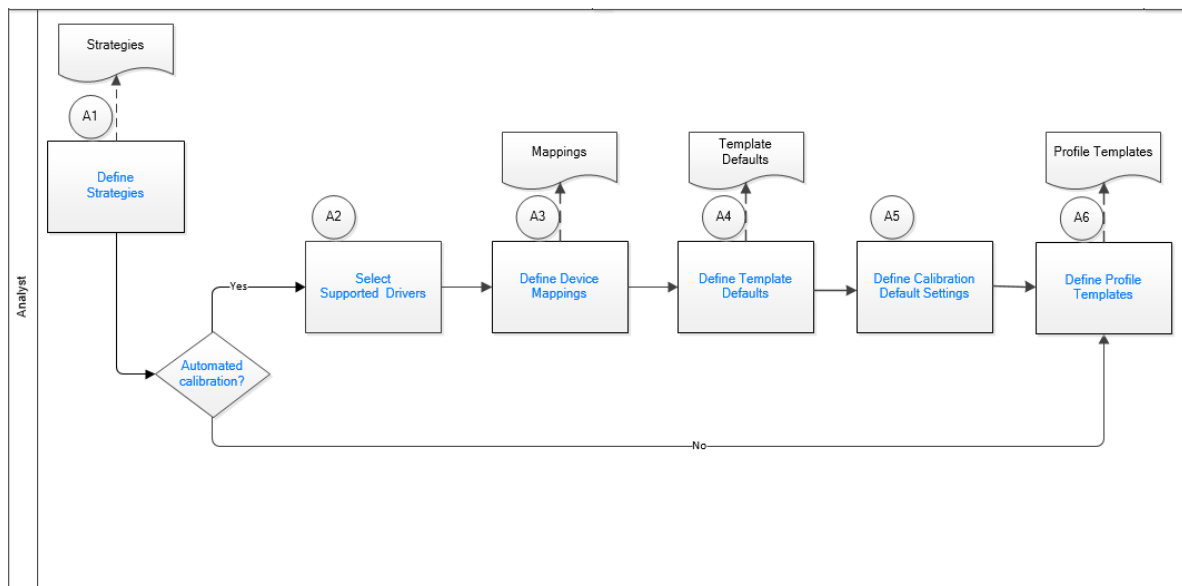 Strategies
A1
Define
Strategies
Analyst
Automated
calibration?
Yes
A2
Select
Supported Drivers
Mappings
A3
Define Device
Mappings
Template
Defaults
A4
Define Template
Defaults
A5
Define Calibration
Default Settings
Profile Templates
A6
Define Profile
Templates
No